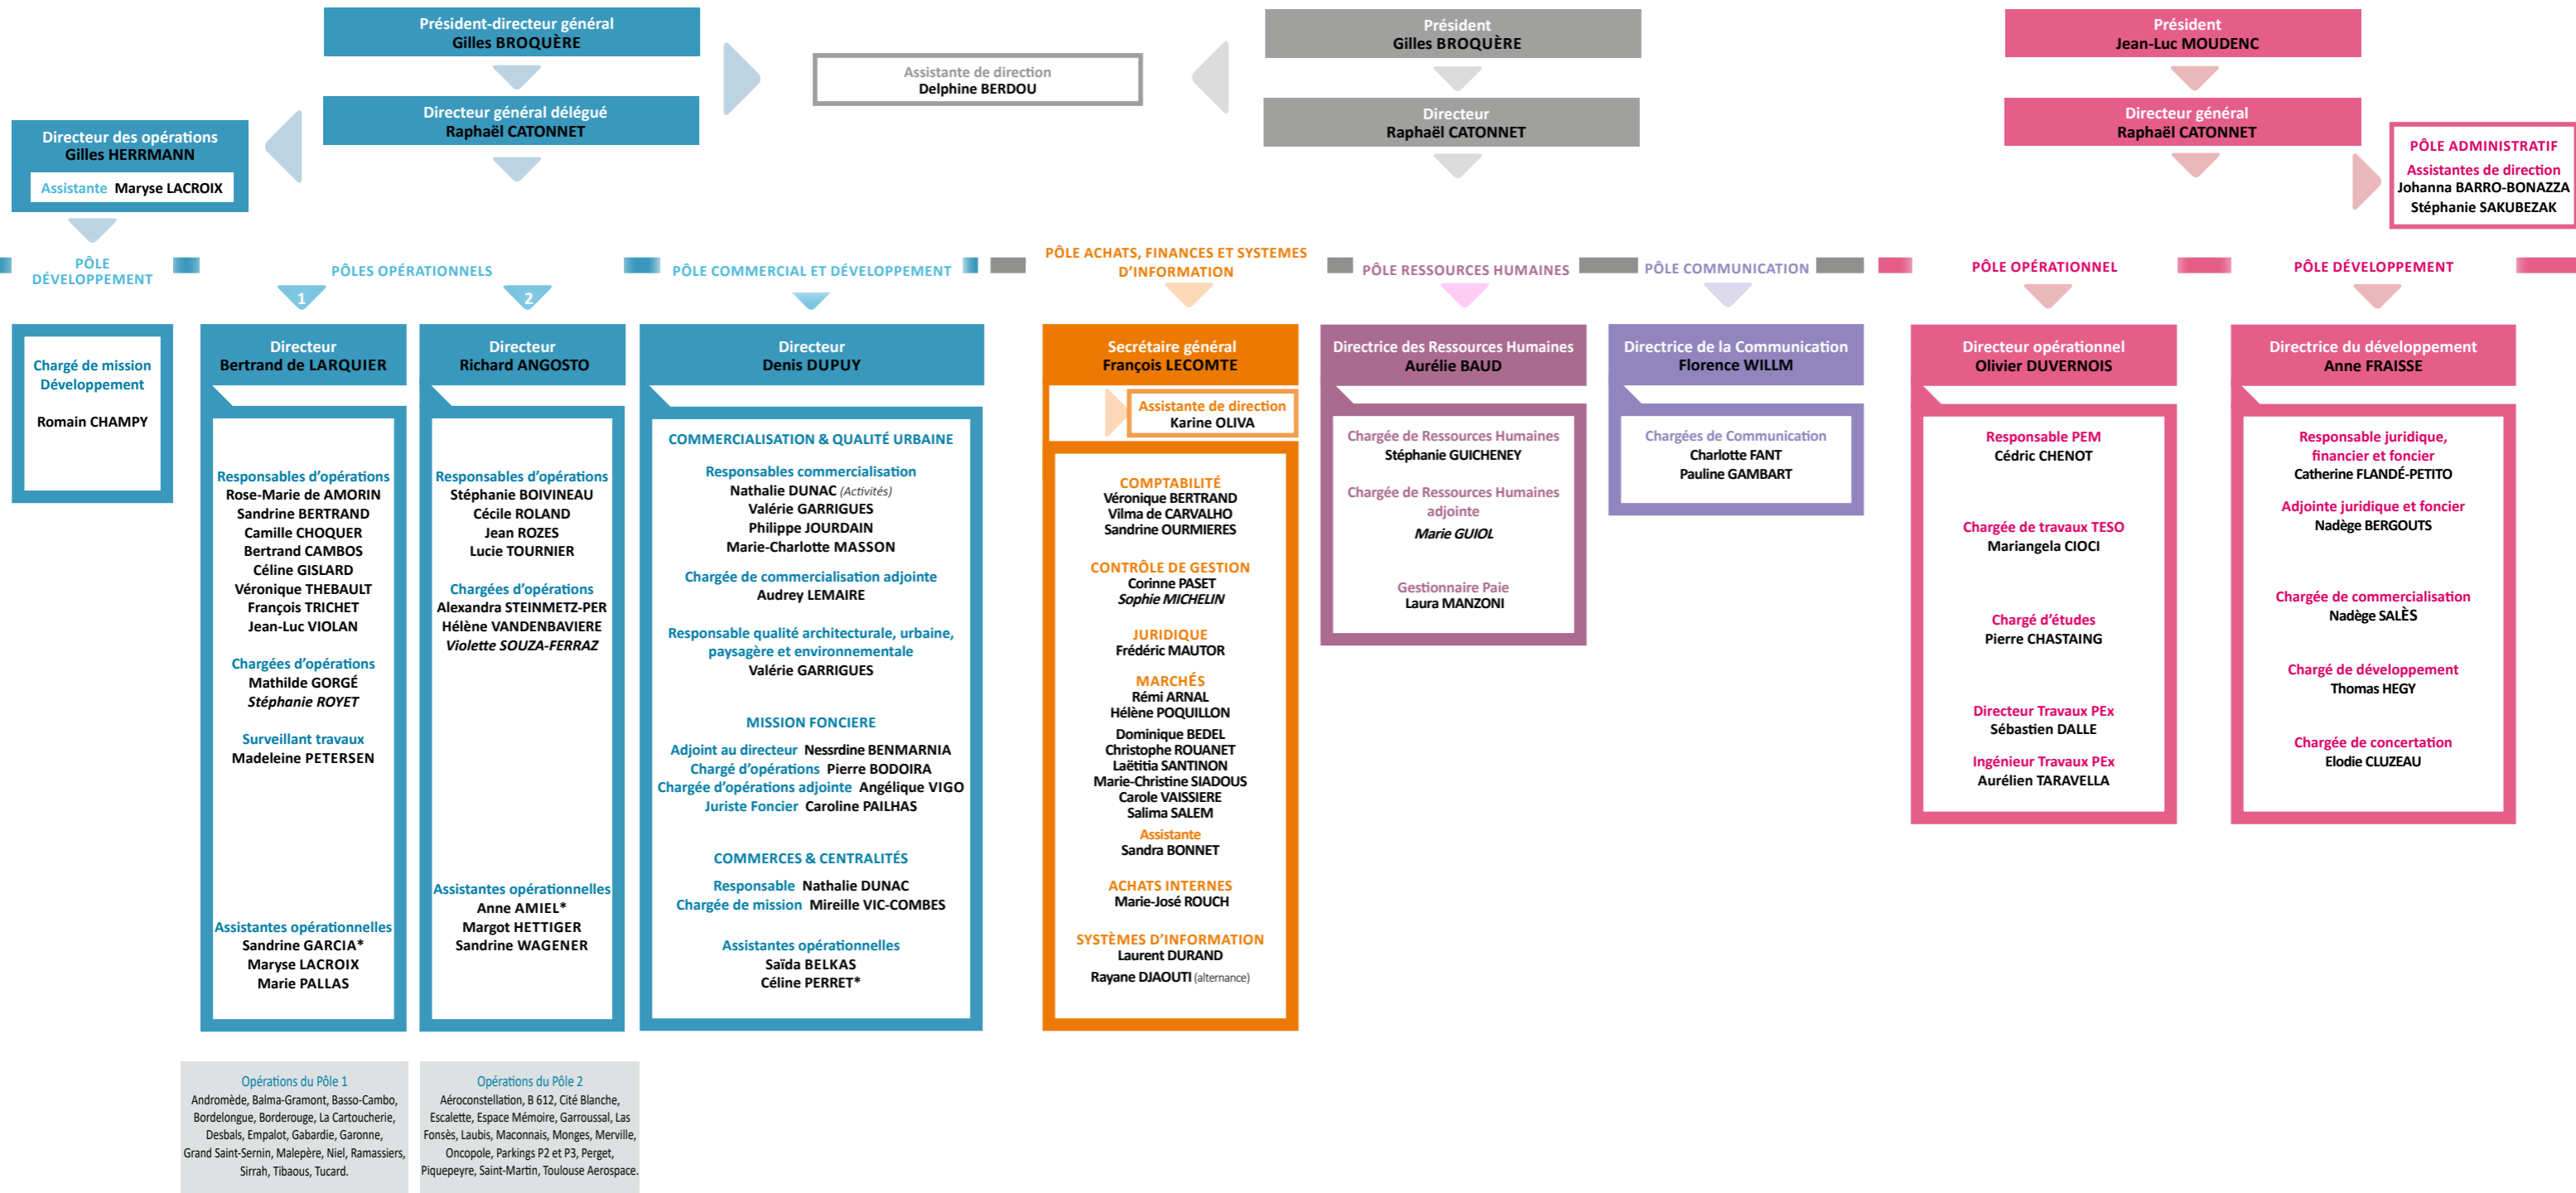 Président-directeur général
Gilles BROQUÈRE
Directeur général délégué
Raphaël CATONNET
Directeur des opérations
Gilles HERRMANN
Assistante Maryse LACROIX
Assistante de direction
Delphine BERDOU
Président
Gilles BROQUÈRE
Directeur
Raphaël CATONNET
Président
Jean-Luc MOUDENC
Directeur général
Raphaël CATONNET
PÔLE ADMINISTRATIF
Assistantes de direction
Johanna BARRO-BONAZZA
Stéphanie SAKUBEZAK
PÔLE
DÉVELOPPEMENT
Chargé de mission
Développement
Romain CHAMPY
PÔLES OPÉRATIONNELS
1
Directeur
Bertrand de LARQUIER
Responsables d'opérations
Rose-Marie de AMORIN
Sandrine BERTRAND
Camille CHOQUER
Bertrand CAMBOS
Céline GISLARD
Véronique THEBAULT
François TRICHET
Jean-Luc VIOLAN
Chargées d'opérations
Mathilde GORGÉ
Stéphanie ROYET
Surveillant travaux
Madeleine PETERSEN
Assistantes opérationnelles
Sandrine GARCIA*
Maryse LACROIX
Marie PALLAS
2
Directeur
Richard ANGOSTO
Responsables d'opérations
Stéphanie BOIVINEAU
Cécile ROLAND
Jean ROZES
Lucie TOURNIER
Chargées d'opérations
Alexandra STEINMETZ-PER
Hélène VANDENBAVIERE
Violette SOUZA-FERRAZ
Assistantes opérationnelles
Anne AMIEL*
Margot HETTIGER
Sandrine WAGENER
PÔLE COMMERCIAL ET DÉVELOPPEMENT
Directeur
Denis DUPUY
COMMERCIALISATION & QUALITÉ URBAINE
Responsables commercialisation
Nathalie DUNAC (Activités)
Valérie GARRIGUES
Philippe JOURDAIN
Marie-Charlotte MASSON
Chargée de commercialisation adjointe
Audrey LEMAIRE
Responsable qualité architecturale, urbaine,
paysagère et environnementale
Valérie GARRIGUES
MISSION FONCIERE
Adjoint au directeur Nessrdine BENMARNIA
Chargé d'opérations Pierre BODOIRA
Chargée d'opérations adjointe Angélique VIGO
Juriste Foncier Caroline PAILHAS
COMMERCES & CENTRALITÉS
Responsable Nathalie DUNAC
Chargée de mission Mireille VIC-COMBES
Assistantes opérationnelles
Saïda BELKAS
Céline PERRET*
PÔLE ACHATS, FINANCES ET SYSTEMES
D'INFORMATION
Secrétaire général
François LECOMTE
Assistante de direction
Karine OLIVA
COMPTABILITÉ
Véronique BERTRAND
Vilma de CARVALHO
Sandrine OURMIERES
CONTRÔLE DE GESTION
Corinne PASET
Sophie MICHELIN
JURIDIQUE
Frédéric MAUTOR
MARCHÉS
Rémi ARNAL
Hélène POQUILLON
Dominique BEDEL
Christophe ROUANET
Laëtitia SANTINON
Marie-Christine SIADOUS
Carole VAISSIERE
Salima SALEM
Assistante
Sandra BONNET
ACHATS INTERNES
Marie-José ROUCH
SYSTÈMES D'INFORMATION
Laurent DURAND
Rayane DJAOUTI (alternance)
PÔLE RESSOURCES HUMAINES
Directrice des Ressources Humaines
Aurélie BAUD
Chargée de Ressources Humaines
Stéphanie GUICHENEY
Chargée de Ressources Humaines
adjointe
Marie GUIOL
Gestionnaire Paie
Laura MANZONI
PÔLE COMMUNICATION
Directrice de la Communication
Florence WILLM
Chargées de Communication
Charlotte FANT
Pauline GAMBART
PÔLE OPÉRATIONNEL
Directeur opérationnel
Olivier DUVERNOIS
Responsable PEM
Cédric CHENOT
Chargée de travaux TESO
Mariangela CIOCI
Chargé d'études
Pierre CHASTAING
Directeur Travaux PEx
Sébastien DALLE
Ingénieur Travaux PEx
Aurélien TARAVELLA
PÔLE DÉVELOPPEMENT
Directrice du développement
Anne FRAISSE
Responsable juridique,
financier et foncier
Catherine FLANDÉ-PETITO
Adjointe juridique et foncier
Nadège BERGOUTS
Chargée de commercialisation
Nadège SALÈS
Chargé de développement
Thomas HEGY
Chargée de concertation
Elodie CLUZEAU
Opérations du Pôle 1
Andromède, Balma-Gramont, Basso-Cambo,
Bordelongue, Borderouge, La Cartoucherie,
Desbals, Empalot, Gabardie, Garonne,
Grand Saint-Sernin, Malepère, Niel, Ramassiers,
Sirrah, Tibaous, Tucard.
Opérations du Pôle 2
Aéroconstellation, B 612, Cité Blanche,
Escalette, Espace Mémoire, Garroussal, Las
Fonsès, Laubis, Maconnais, Monges, Merville,
Oncopole, Parkings P2 et P3, Perget,
Piquepeyre, Saint-Martin, Toulouse Aerospace.